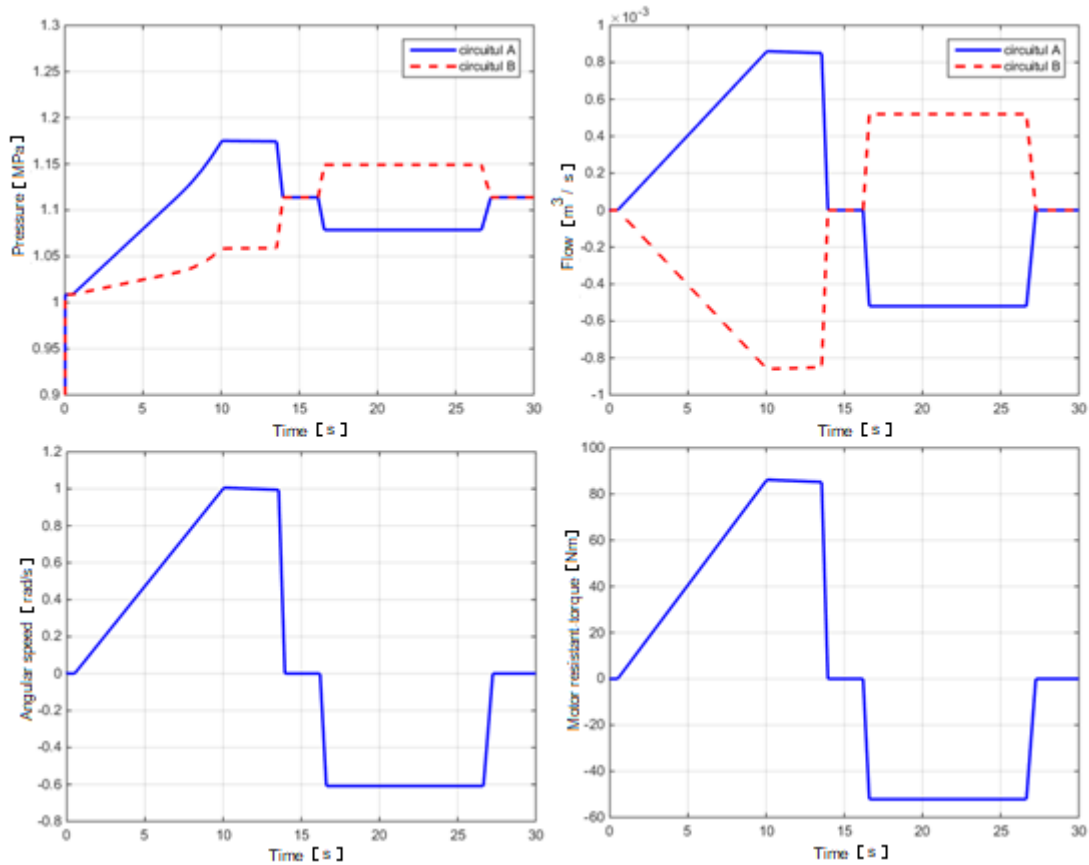 1.3
1.25
1.2
1.15
1.1
1.05
1
0.95
0.9
Pressure [ MPa]
circuitul A
circuitul B
0 5 10 15 20 25 30
Time [ s ]
×10⁻³
1
0.8
0.6
0.4
0.2
0
-0.2
-0.4
-0.6
-0.8
-1
Flow [ m³ / s]
circuitul A
circuitul B
0 5 10 15 20 25 30
Time [ s ]
1.2
1
0.8
0.6
0.4
0.2
0
-0.2
-0.4
-0.6
-0.8
Angular speed [ rad/s]
0 5 10 15 20 25 30
Time [ s ]
100
80
60
40
20
0
-20
-40
-60
Motor resistant torque [ Nm]
0 5 10 15 20 25 30
Time [ s ]